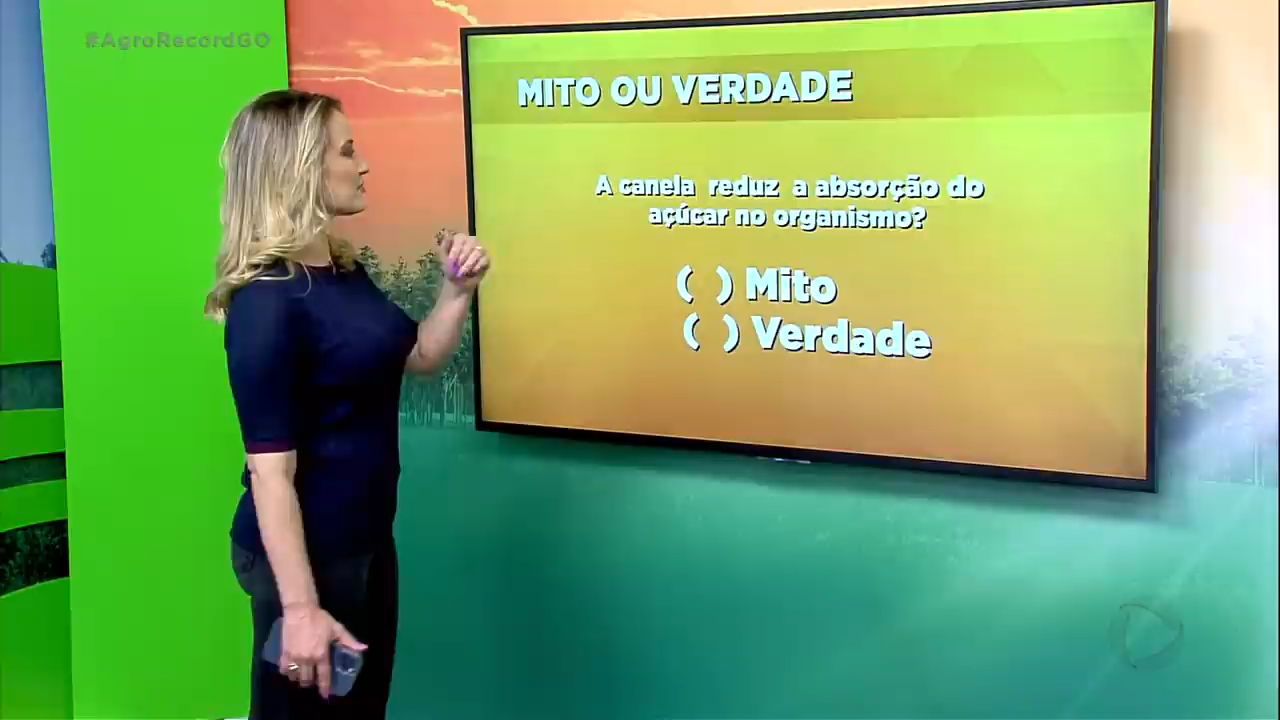 #AgroRecordGO
MITO OU VERDADE
A canela reduz a absorção do
açúcar no organismo?
( ) Mito
( ) Verdade